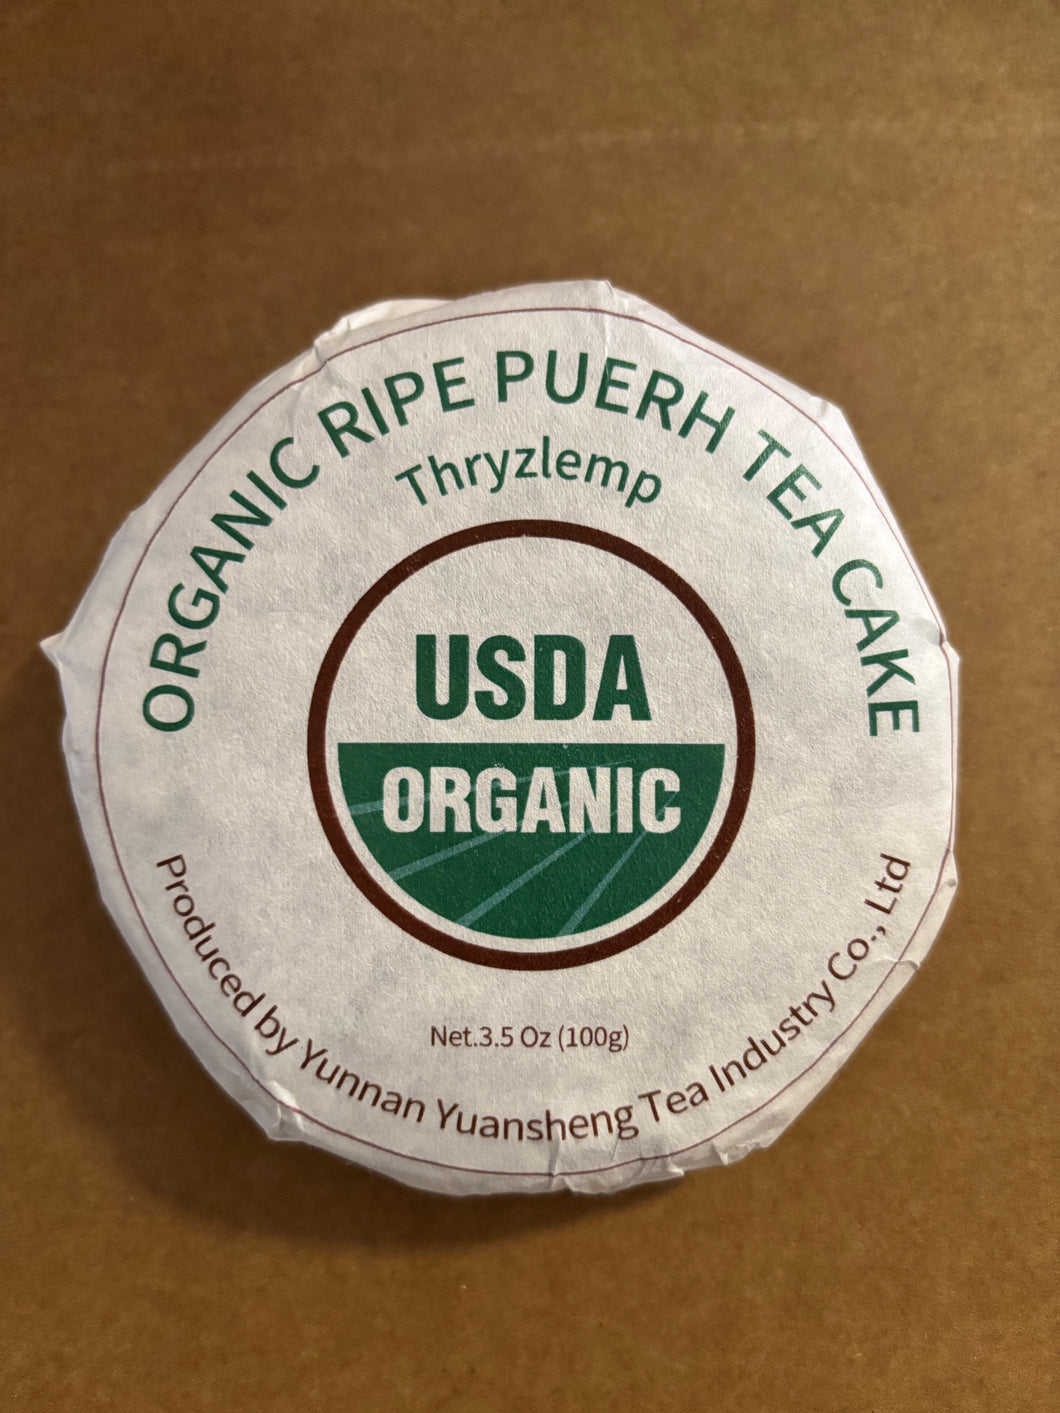 ORGANIC RIPE PUERH TEA CAKE
Thryzlemp
USDA
ORGANIC
Net.3.5 Oz (100g)
Produced by Yunnan Yuansheng Tea Industry Co., Ltd